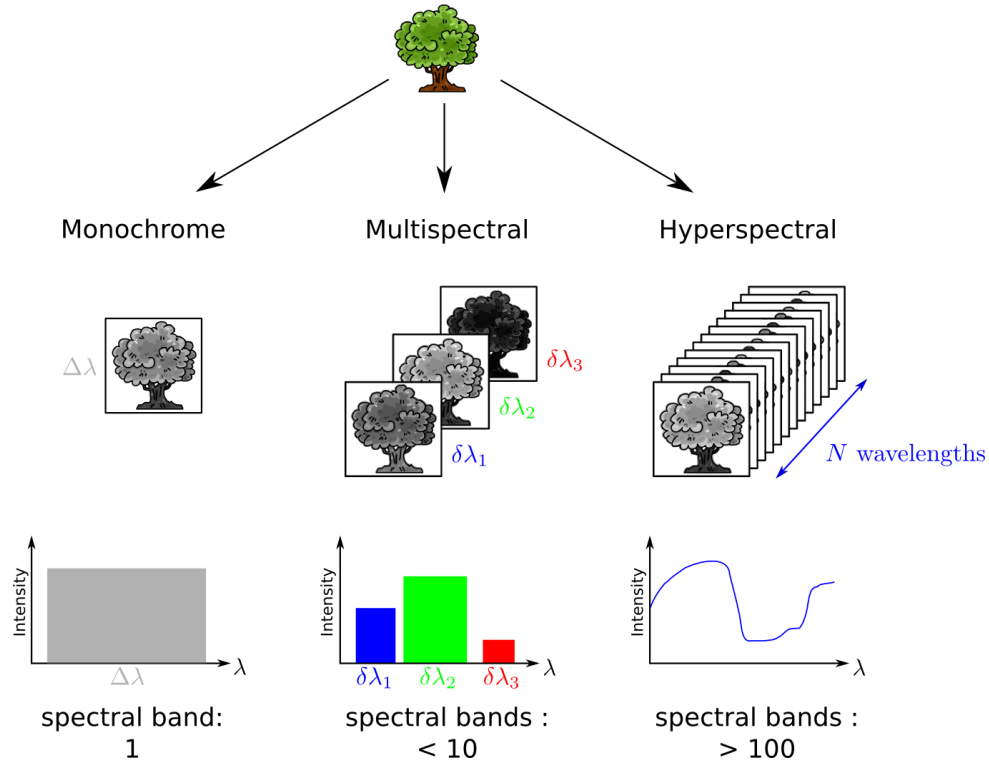 Monochrome
Multispectral
Hyperspectral
Δλ
δλ₃
δλ₂
δλ₁
N wavelengths
Intensity
λ
Δλ
Intensity
λ
δλ₁
δλ₂
δλ₃
Intensity
λ
spectral band:
1
spectral bands :
< 10
spectral bands :
> 100